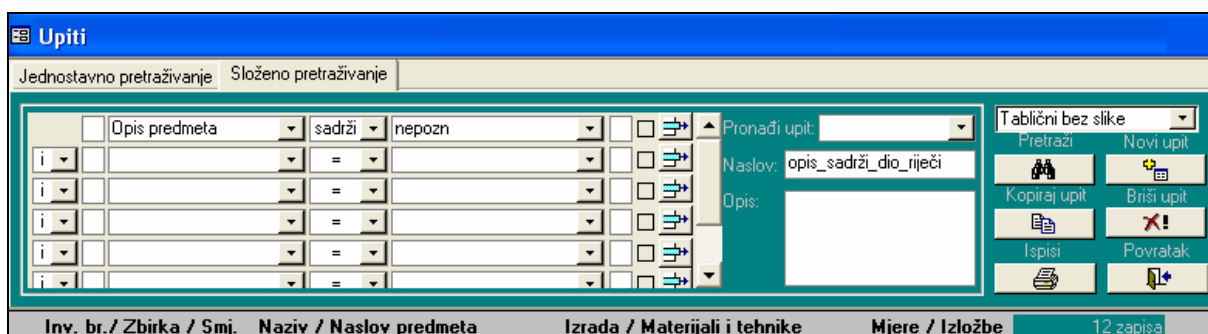 Upiti
Jednostavno pretraživanje Složeno pretraživanje
Opis predmeta sadrži nepozn Pronađi upit: Tablični bez slike
Pretraži Novi upit
i = Naslov: opis_sadrži_dio_riječi
i = Opis: Kopiraj upit Briši upit
i =
Ispisi Povratak
i =
Inv. br./ Zbirka / Smj. Naziv / Naslov predmeta Izrada / Materijali i tehnike Mjere / Izložbe 12 zapisa